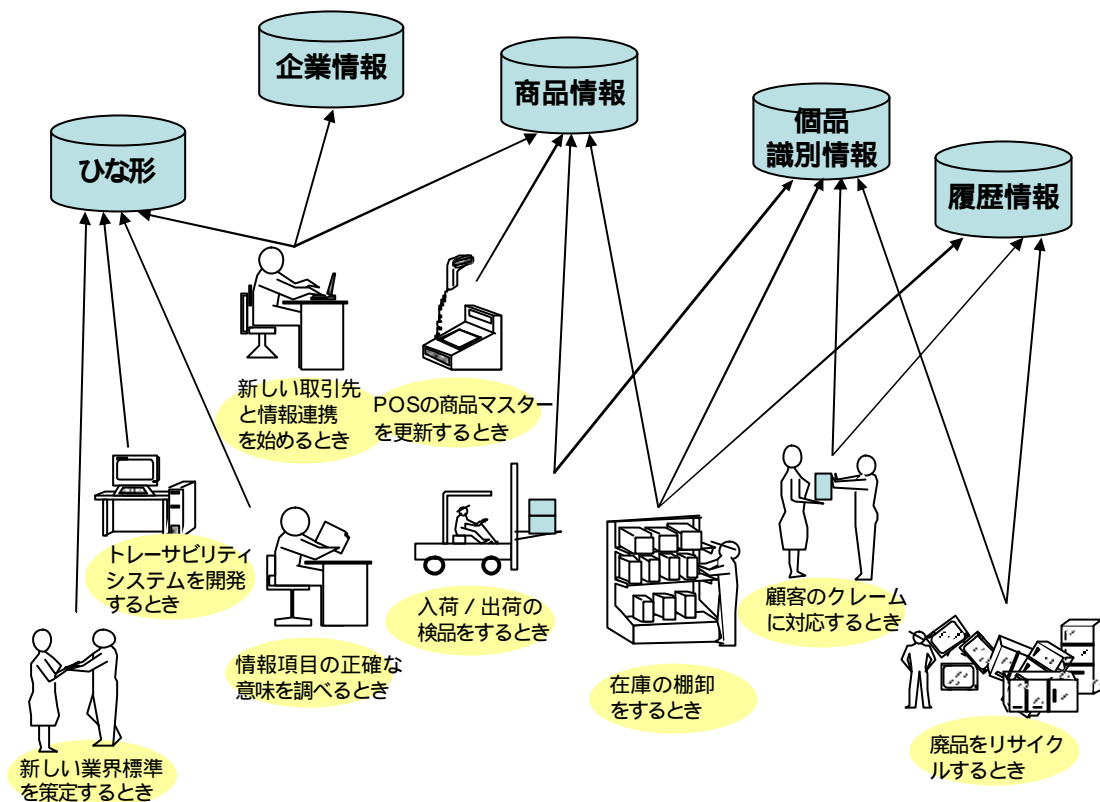 企業情報
商品情報
個品
識別情報
ひな形
履歴情報
新しい取引先
と情報連携
を始めるとき
POSの商品マスター
を更新するとき
トレーサビリティ
システムを開発
するとき
入荷/出荷の
検品をするとき
顧客のクレーム
に対応するとき
情報項目の正確な
意味を調べるとき
在庫の棚卸
をするとき
新しい業界標準
を策定するとき
廃品をリサイク
ルするとき